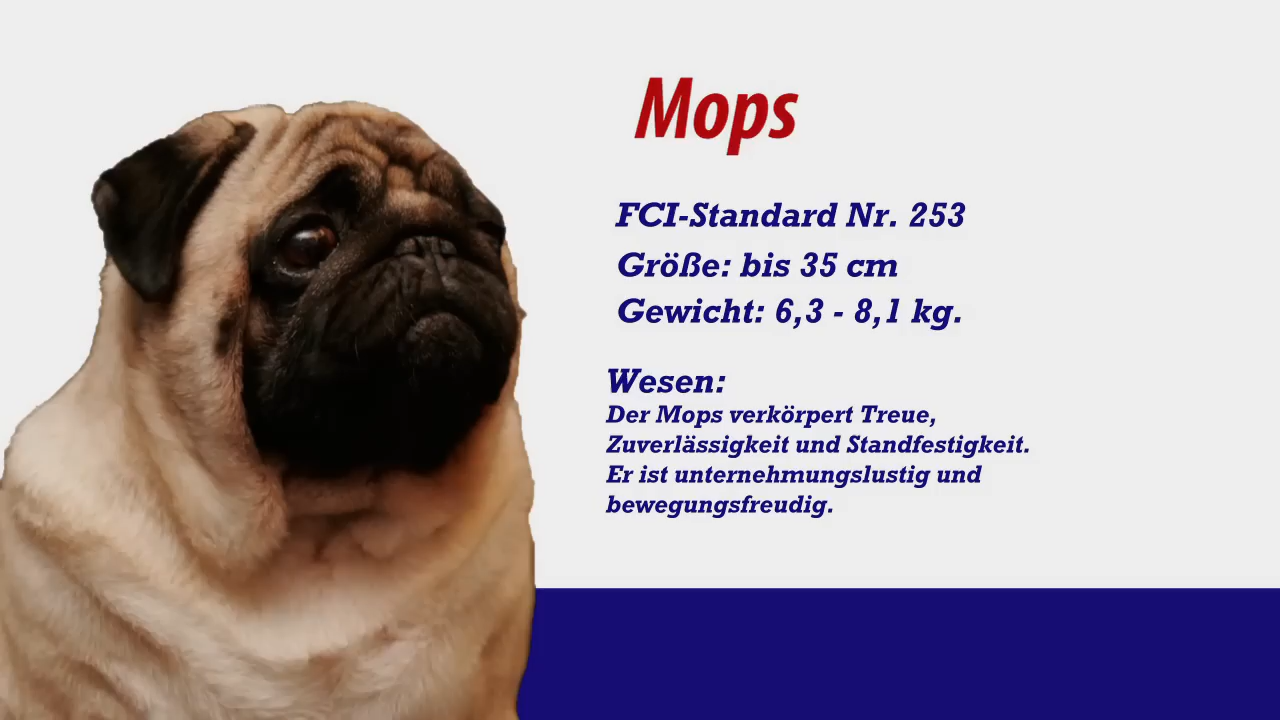 Mops
FCI-Standard Nr. 253
Größe: bis 35 cm
Gewicht: 6,3 - 8,1 kg.
Wesen:
Der Mops verkörpert Treue,
Zuverlässigkeit und Standfestigkeit.
Er ist unternehmungslustig und
bewegungsfreudig.